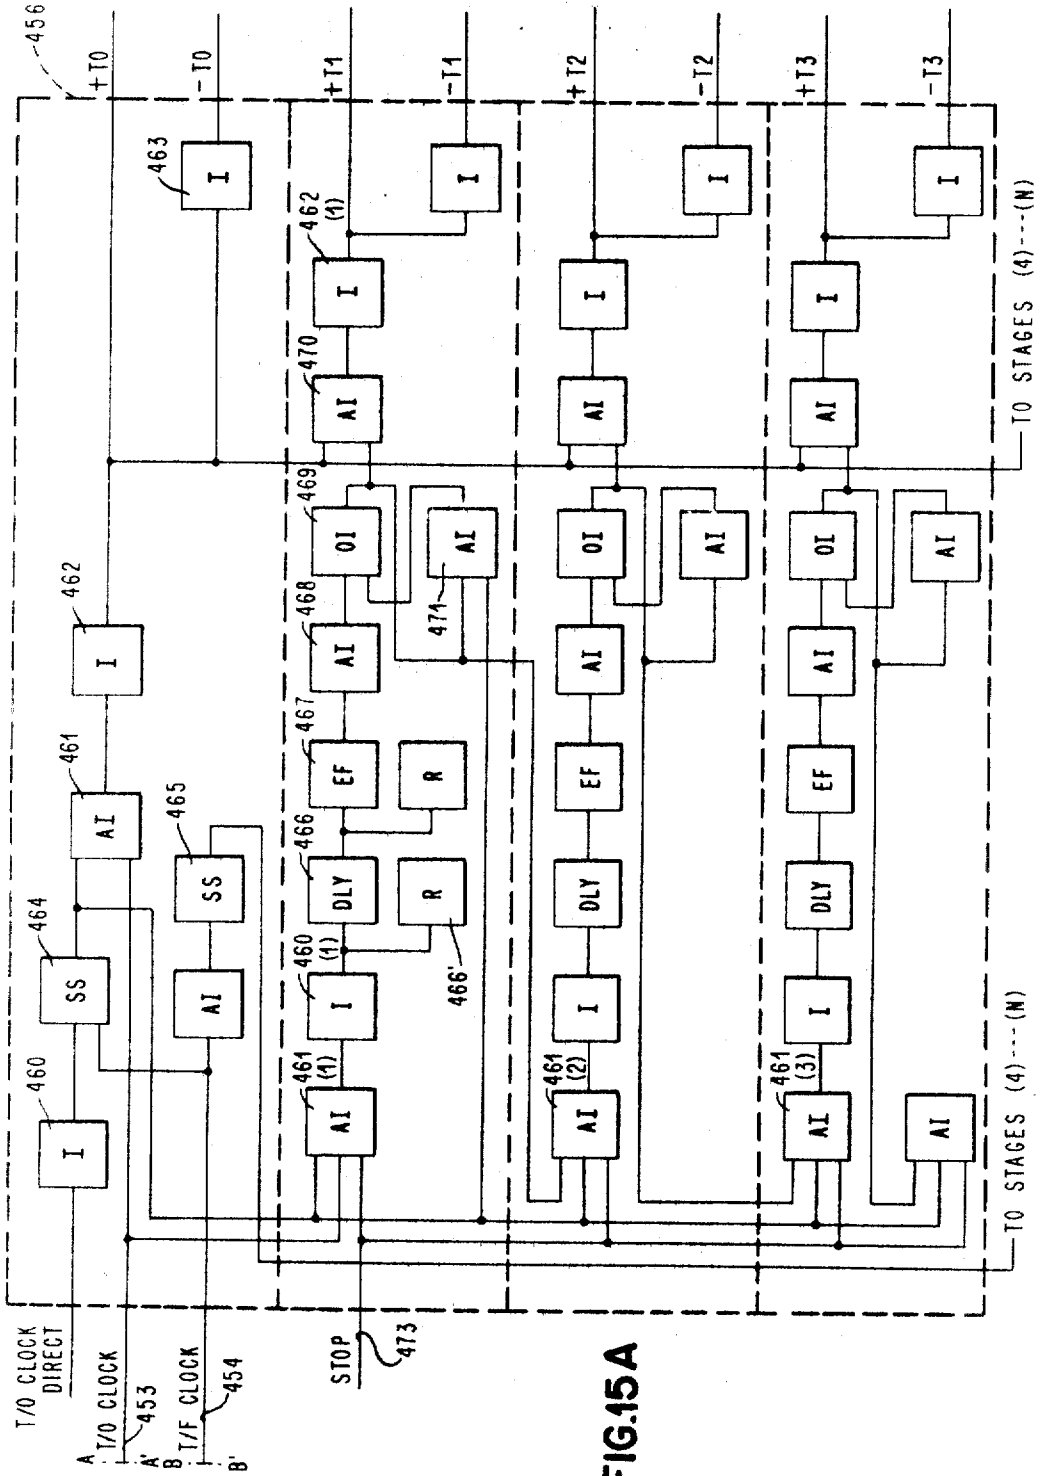 456
+T0
-T0
+T1
-T1
+T2
-T2
+T3
-T3
463
I
462
(1)
I
I
I
I
I
I
I
470
AI
AI
AI
TO STAGES (4)---(N)
469
OI
471
AI
OI
AI
OI
AI
462
I
468
AI
AI
AI
461
AI
465
SS
467
EF
R
EF
EF
464
SS
AI
466
DLY
R
466'
DLY
DLY
460
(1)
I
I
I
460
I
461
(1)
AI
461
(2)
AI
461
(3)
AI
AI
TO STAGES (4)----(N)
T/O CLOCK
DIRECT
T/O CLOCK
453
T/F CLOCK
454
A
A'
B
B'
STOP
473
FIG.15A